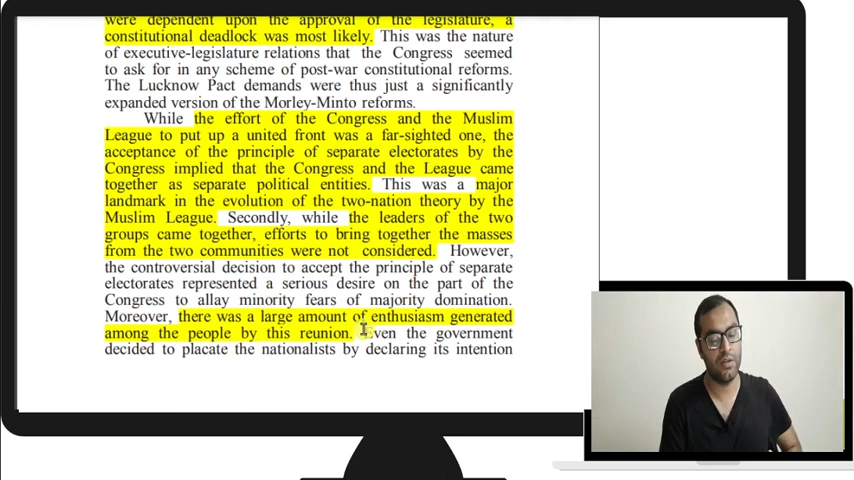 were dependent upon the approval of the legislature, a
constitutional deadlock was most likely. This was the nature
of executive-legislature relations that the Congress seemed
to ask for in any scheme of post-war constitutional reforms.
The Lucknow Pact demands were thus just a significantly
expanded version of the Morley-Minto reforms.
While the effort of the Congress and the Muslim
League to put up a united front was a far-sighted one, the
acceptance of the principle of separate electorates by the
Congress implied that the Congress and the League came
together as separate political entities. This was a major
landmark in the evolution of the two-nation theory by the
Muslim League. Secondly, while the leaders of the two
groups came together, efforts to bring together the masses
from the two communities were not considered. However,
the controversial decision to accept the principle of separate
electorates represented a serious desire on the part of the
Congress to allay minority fears of majority domination.
Moreover, there was a large amount of enthusiasm generated
among the people by this reunion. Even the government
decided to placate the nationalists by declaring its intention